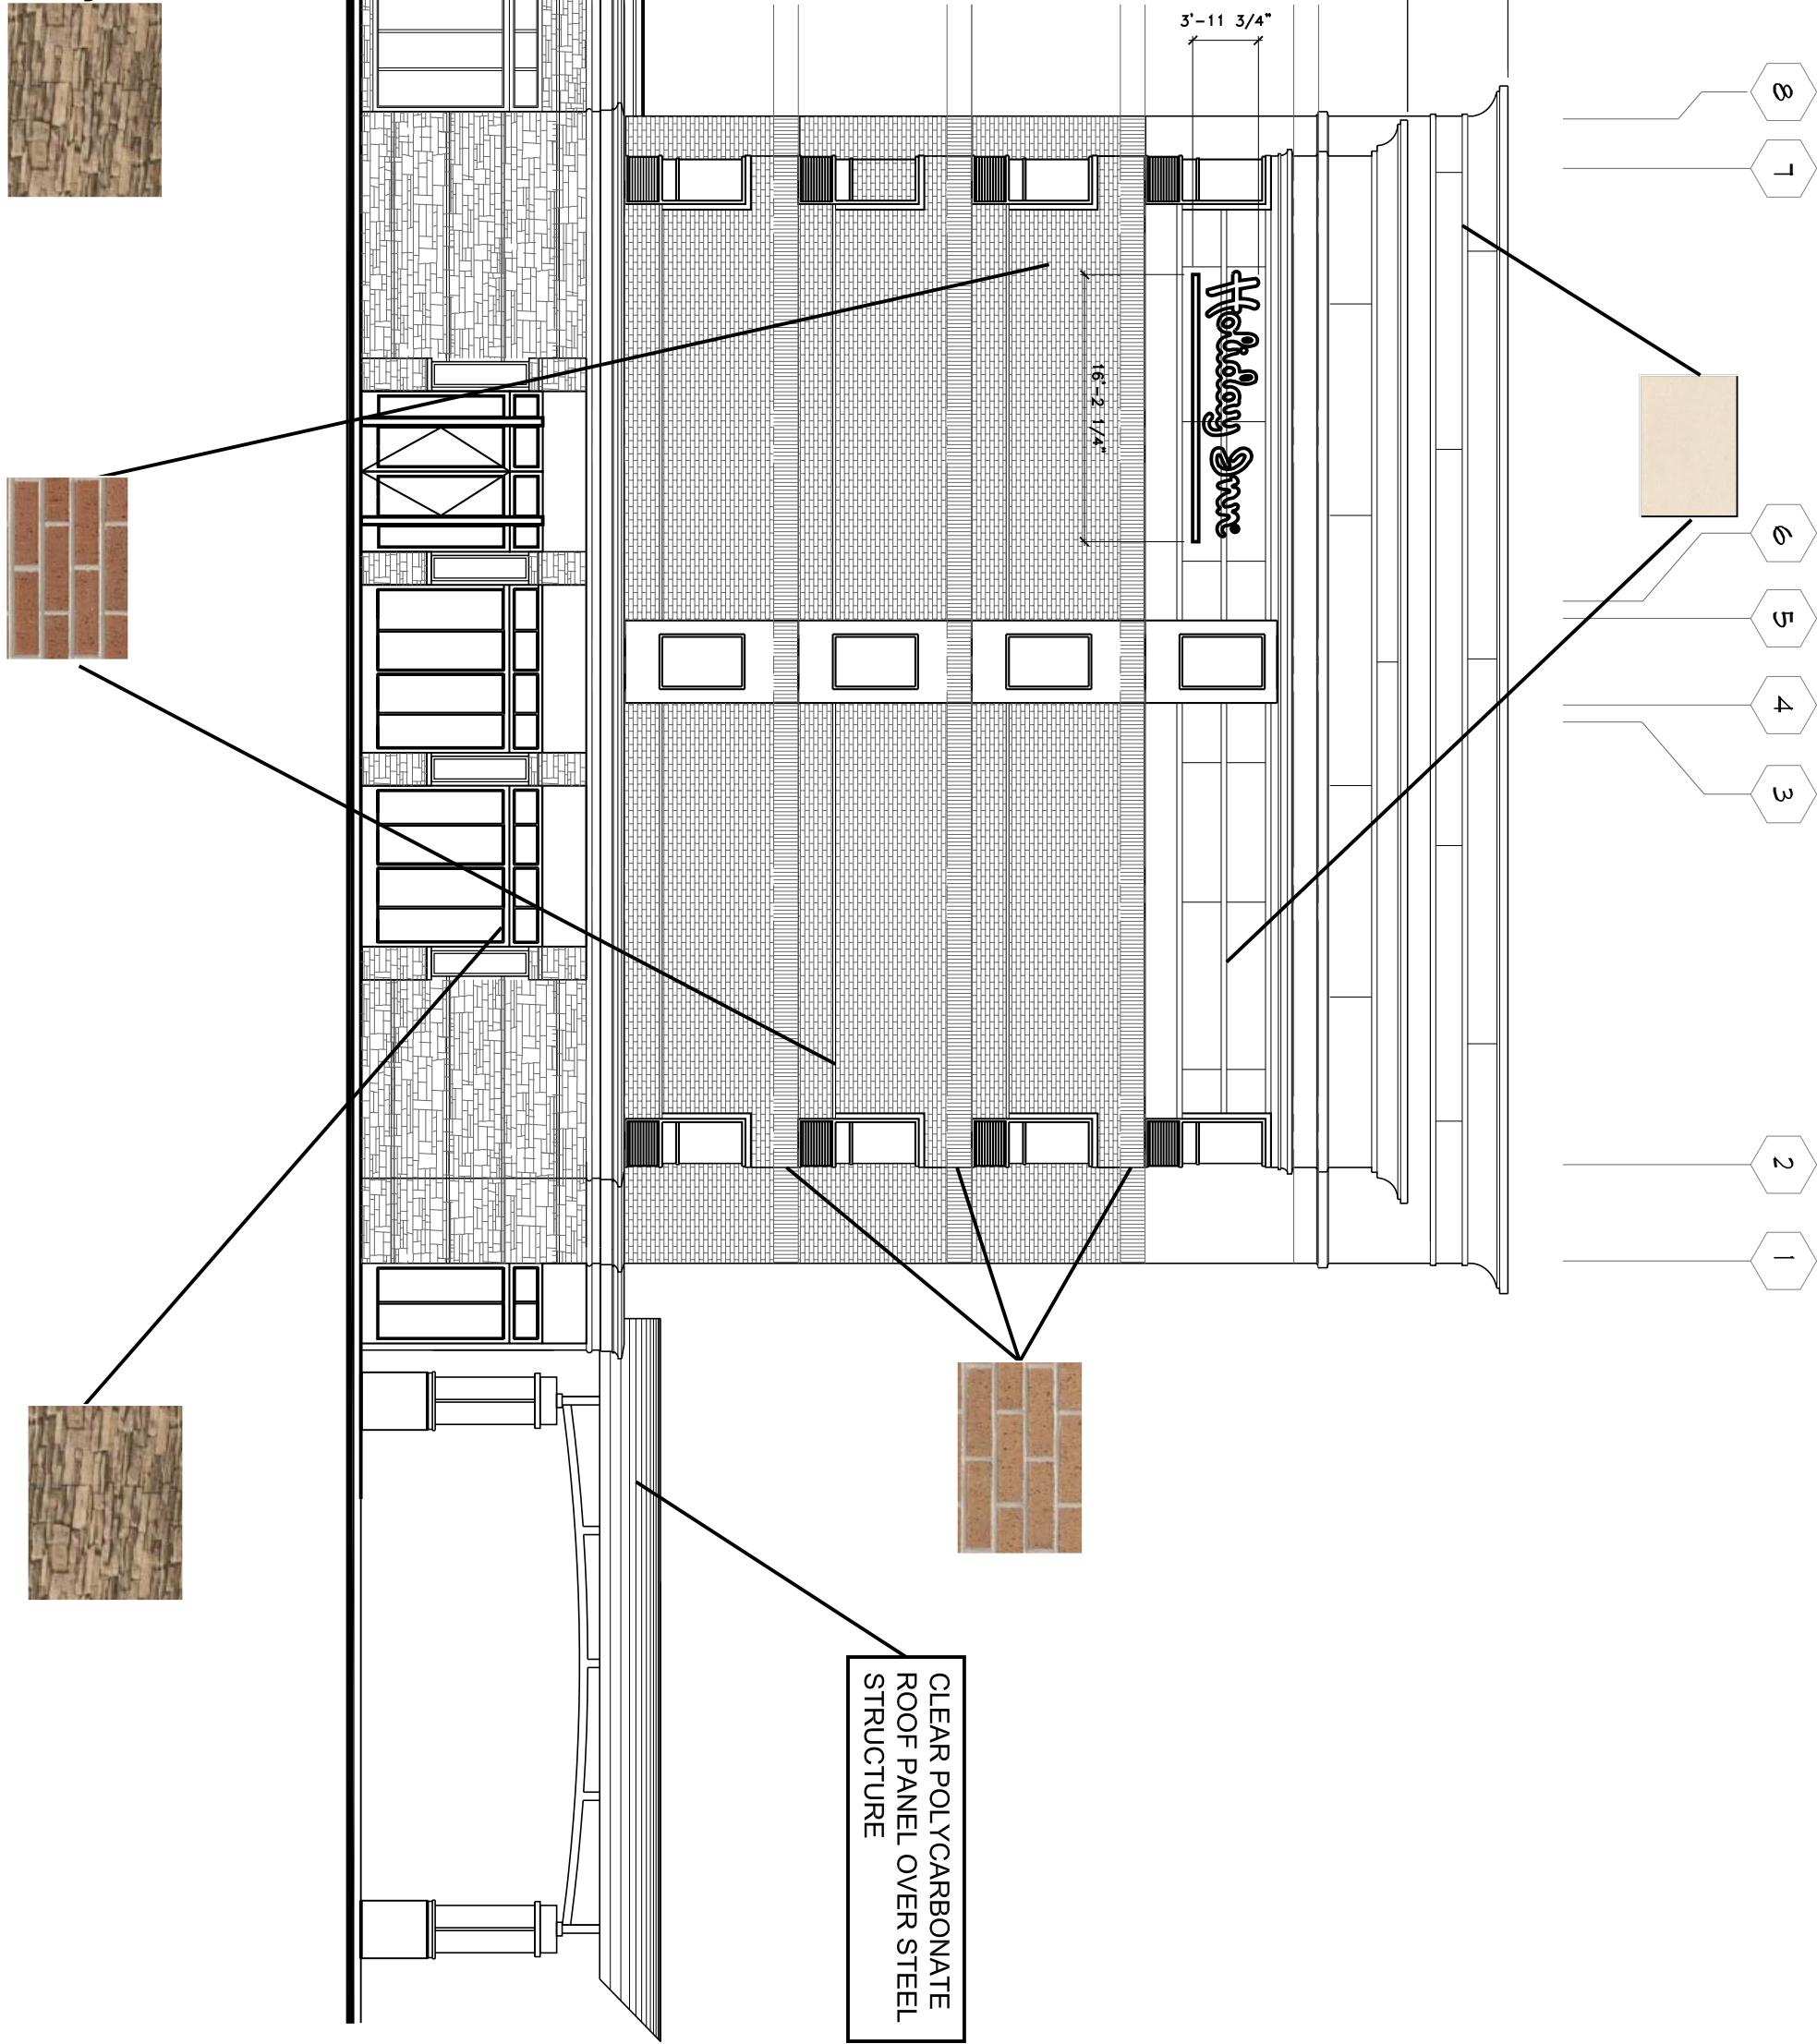 8
7
6
5
4
3
2
1
3'-11 3/4"
Holiday Inn
16'-2 1/4"
CLEAR POLYCARBONATE
ROOF PANEL OVER STEEL
STRUCTURE